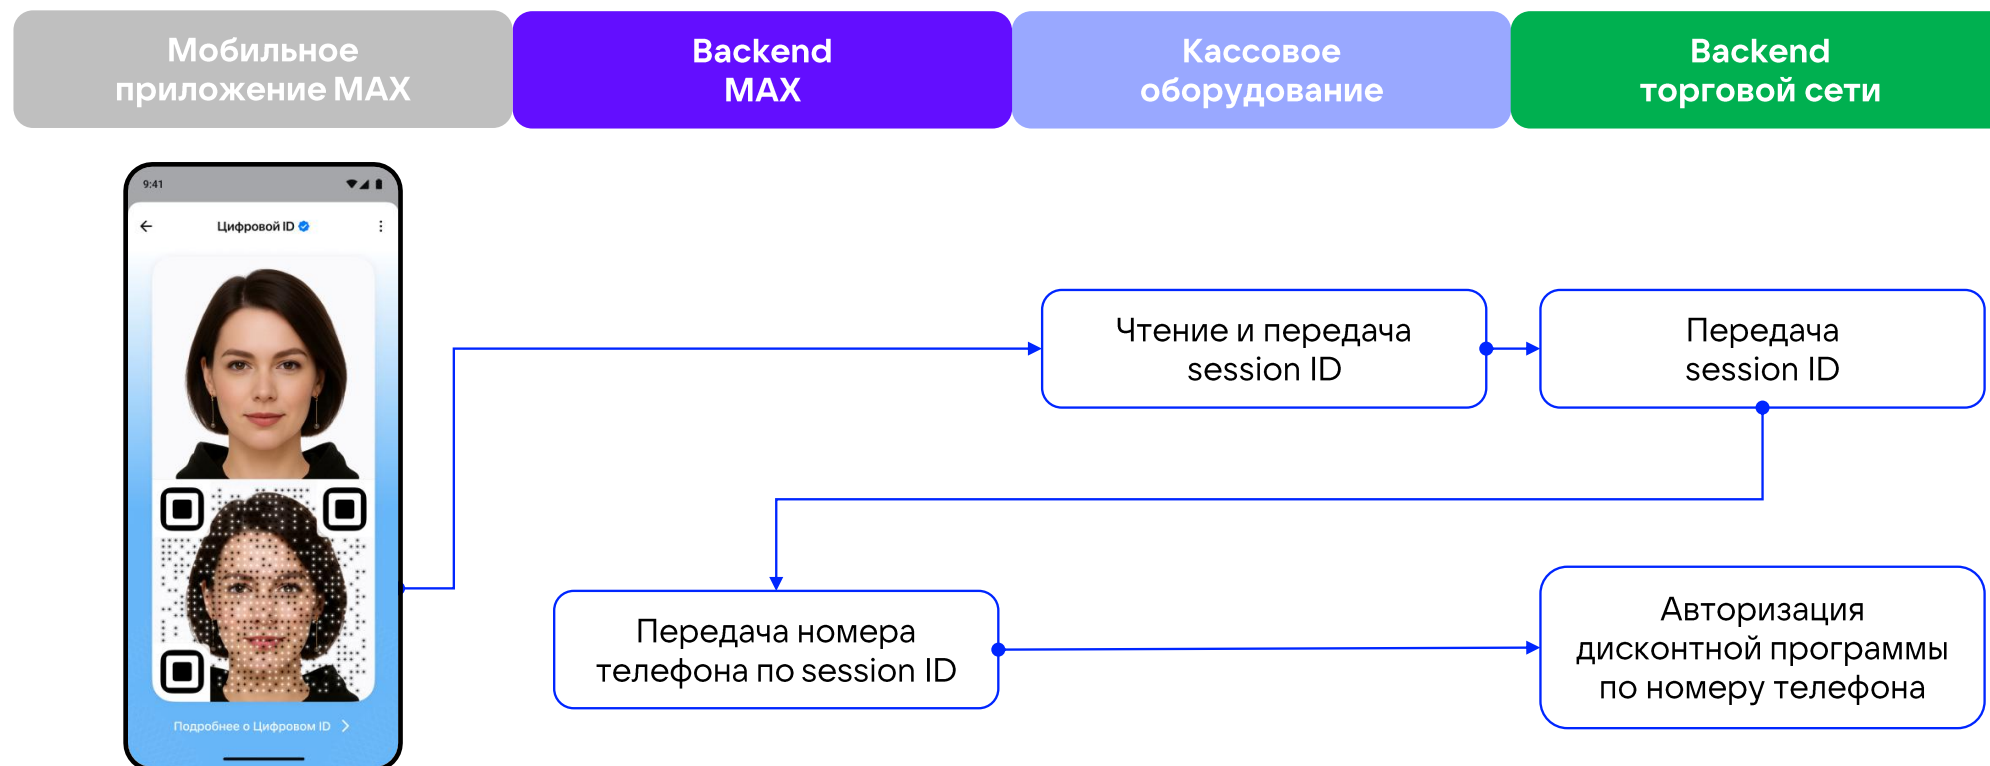 Мобильное
приложение MAX
Backend
MAX
Кассовое
оборудование
Backend
торговой сети
9:41
Цифровой ID
Чтение и передача
session ID
Передача
session ID
Передача номера
телефона по session ID
Авторизация
дисконтной программы
по номеру телефона
Подробнее о Цифровом ID